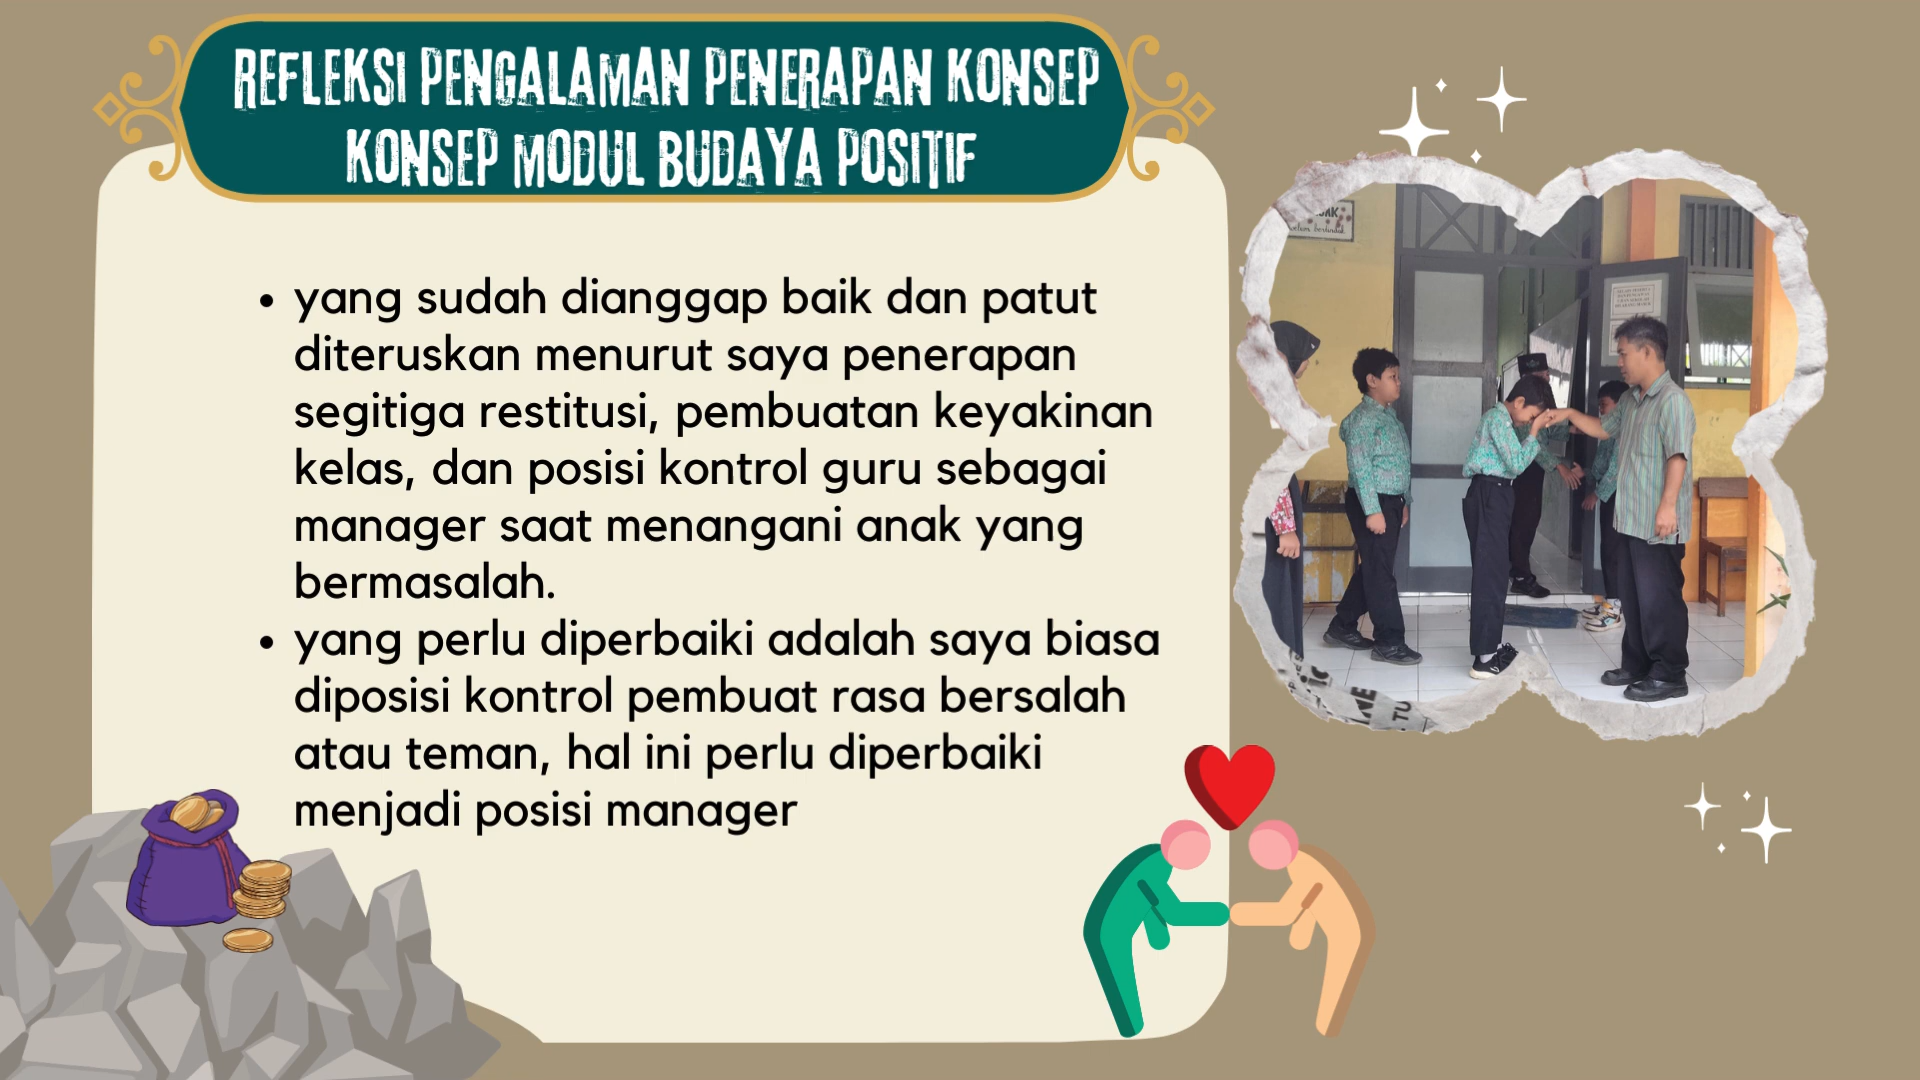 REFLEKSI PENGALAMAN PENERAPAN KONSEP
KONSEP MODUL BUDAYA POSITIF
• yang sudah dianggap baik dan patut
diteruskan menurut saya penerapan
segitiga restitusi, pembuatan keyakinan
kelas, dan posisi kontrol guru sebagai
manager saat menangani anak yang
bermasalah.
• yang perlu diperbaiki adalah saya biasa
diposisi kontrol pembuat rasa bersalah
atau teman, hal ini perlu diperbaiki
menjadi posisi manager